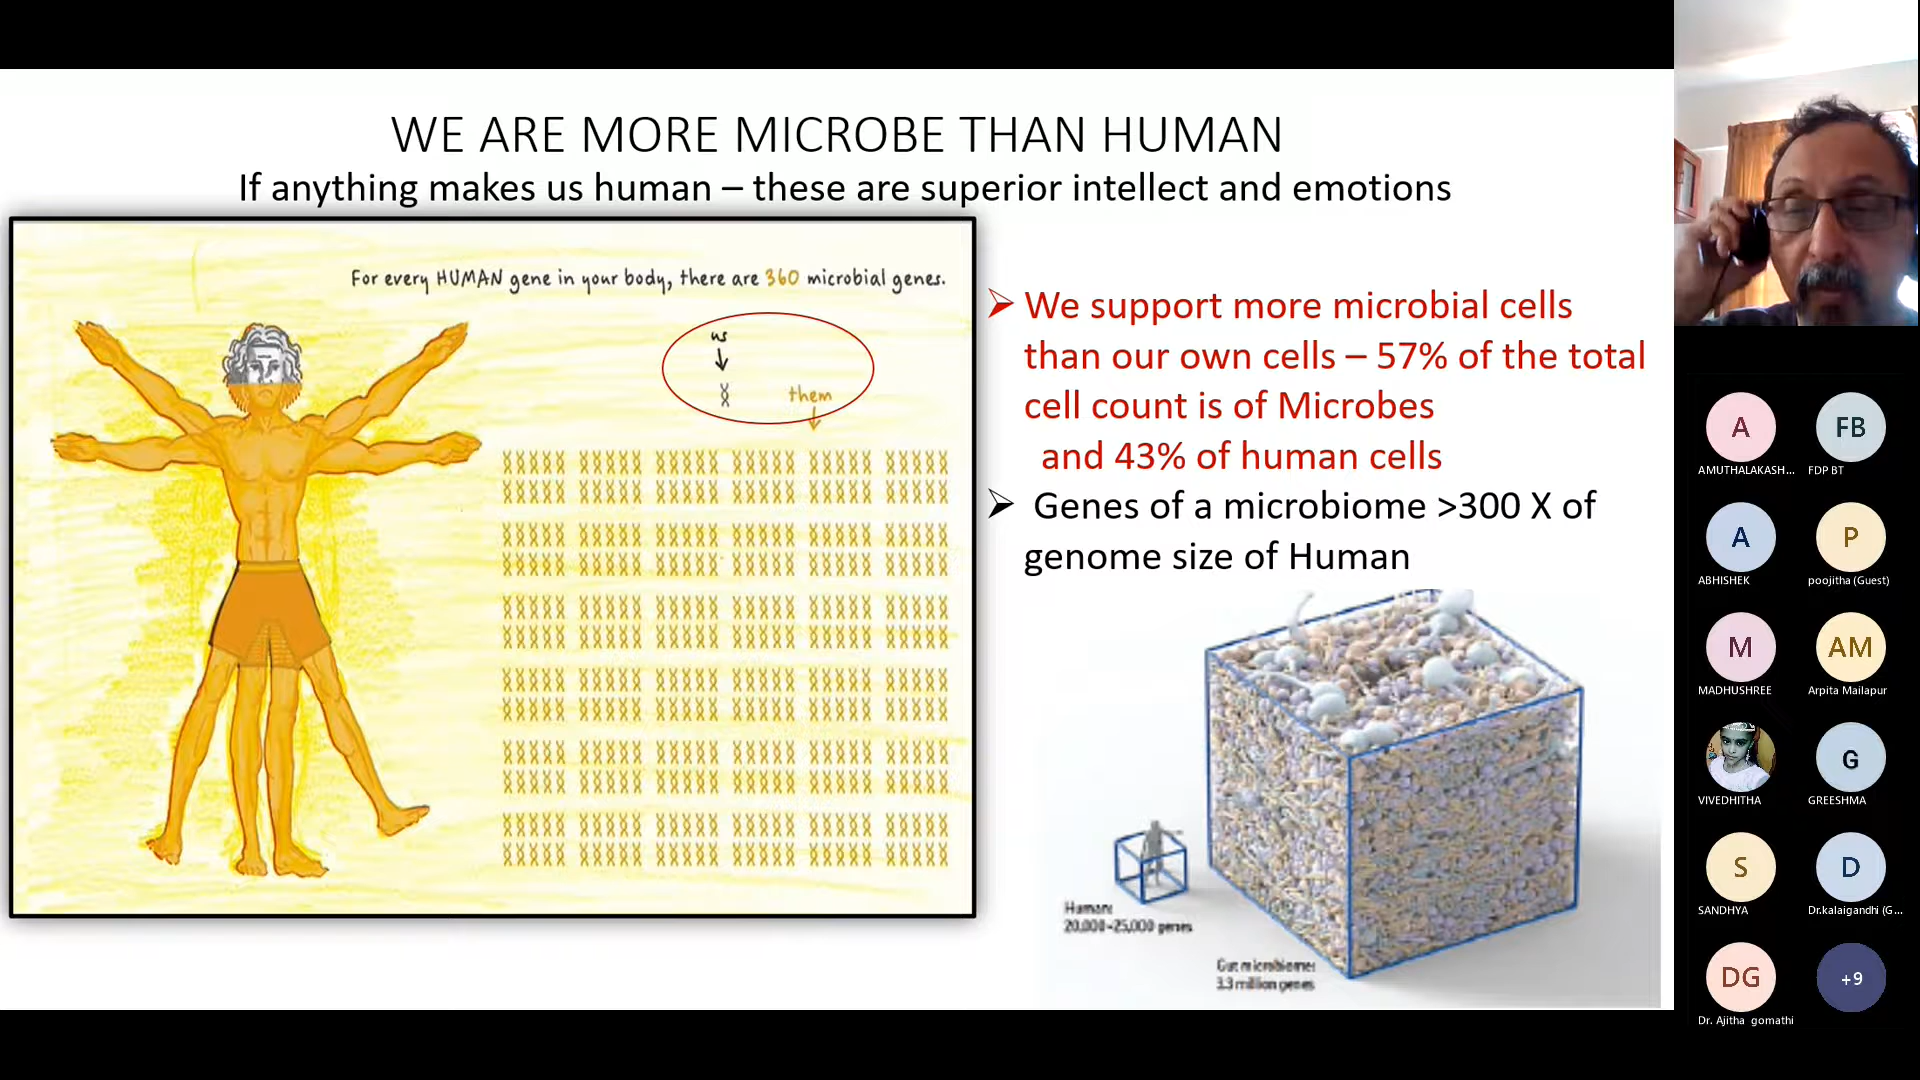 WE ARE MORE MICROBE THAN HUMAN
If anything makes us human – these are superior intellect and emotions
For every HUMAN gene in your body, there are 360 microbial genes.
us
them
We support more microbial cells
than our own cells – 57% of the total
cell count is of Microbes
and 43% of human cells
Genes of a microbiome >300 X of
genome size of Human
Human:
20,000-25,000 genes
Gut microbiome:
3.3 million genes
A
AMUTHALAKASH...
FB
FDP BT
A
ABHISHEK
P
poojitha (Guest)
M
MADHUSHREE
AM
Arpita Mailapur
VIVEDHITHA
G
GREESHMA
S
SANDHYA
D
Dr.kalaigandhi (G...
DG
Dr. Ajitha gomathi
+9